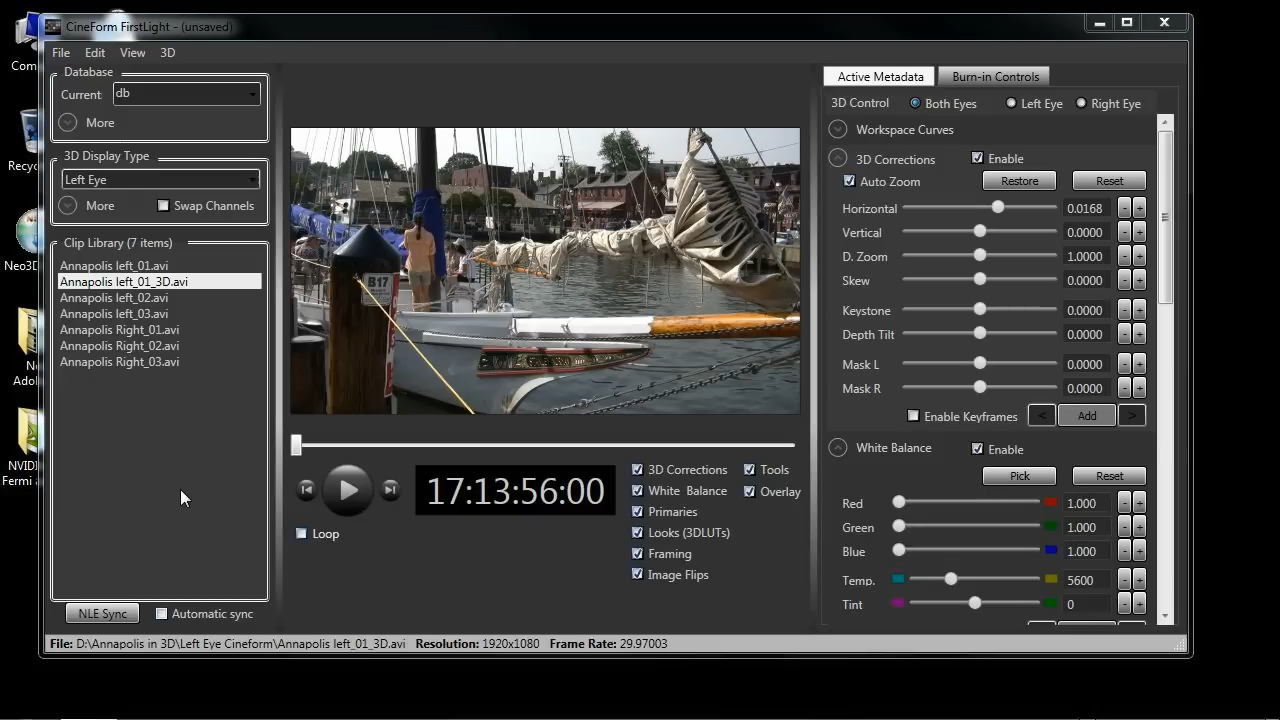 CineForm FirstLight - (unsaved)
File Edit View 3D
Database
Current: db
More
3D Display Type
Left Eye
More Swap Channels
Clip Library (7 items)
Annapolis left_01.avi
Annapolis left_01_3D.avi
Annapolis left_02.avi
Annapolis left_03.avi
Annapolis Right_01.avi
Annapolis Right_02.avi
Annapolis Right_03.avi
NLE Sync Automatic sync
B17
17:13:56:00
Loop
3D Corrections Tools
White Balance Overlay
Primaries
Looks (3DLUTs)
Framing
Image Flips
Active Metadata Burn-in Controls
3D Control Both Eyes Left Eye Right Eye
Workspace Curves
3D Corrections Enable
Auto Zoom Restore Reset
Horizontal 0.0168 - +
Vertical 0.0000 - +
D. Zoom 1.0000 - +
Skew 0.0000 - +
Keystone 0.0000 - +
Depth Tilt 0.0000 - +
Mask L 0.0000 - +
Mask R 0.0000 - +
Enable Keyframes < Add >
White Balance Enable
Pick Reset
Red 1.000 - +
Green 1.000 - +
Blue 1.000 - +
Temp. 5600 - +
Tint 0 - +
File: D:\Annapolis in 3D\Left Eye Cineform\Annapolis left_01_3D.avi Resolution: 1920x1080 Frame Rate: 29.97003
Com
Recyc
Neo3D
Ne
Adol
NVID
Fermi